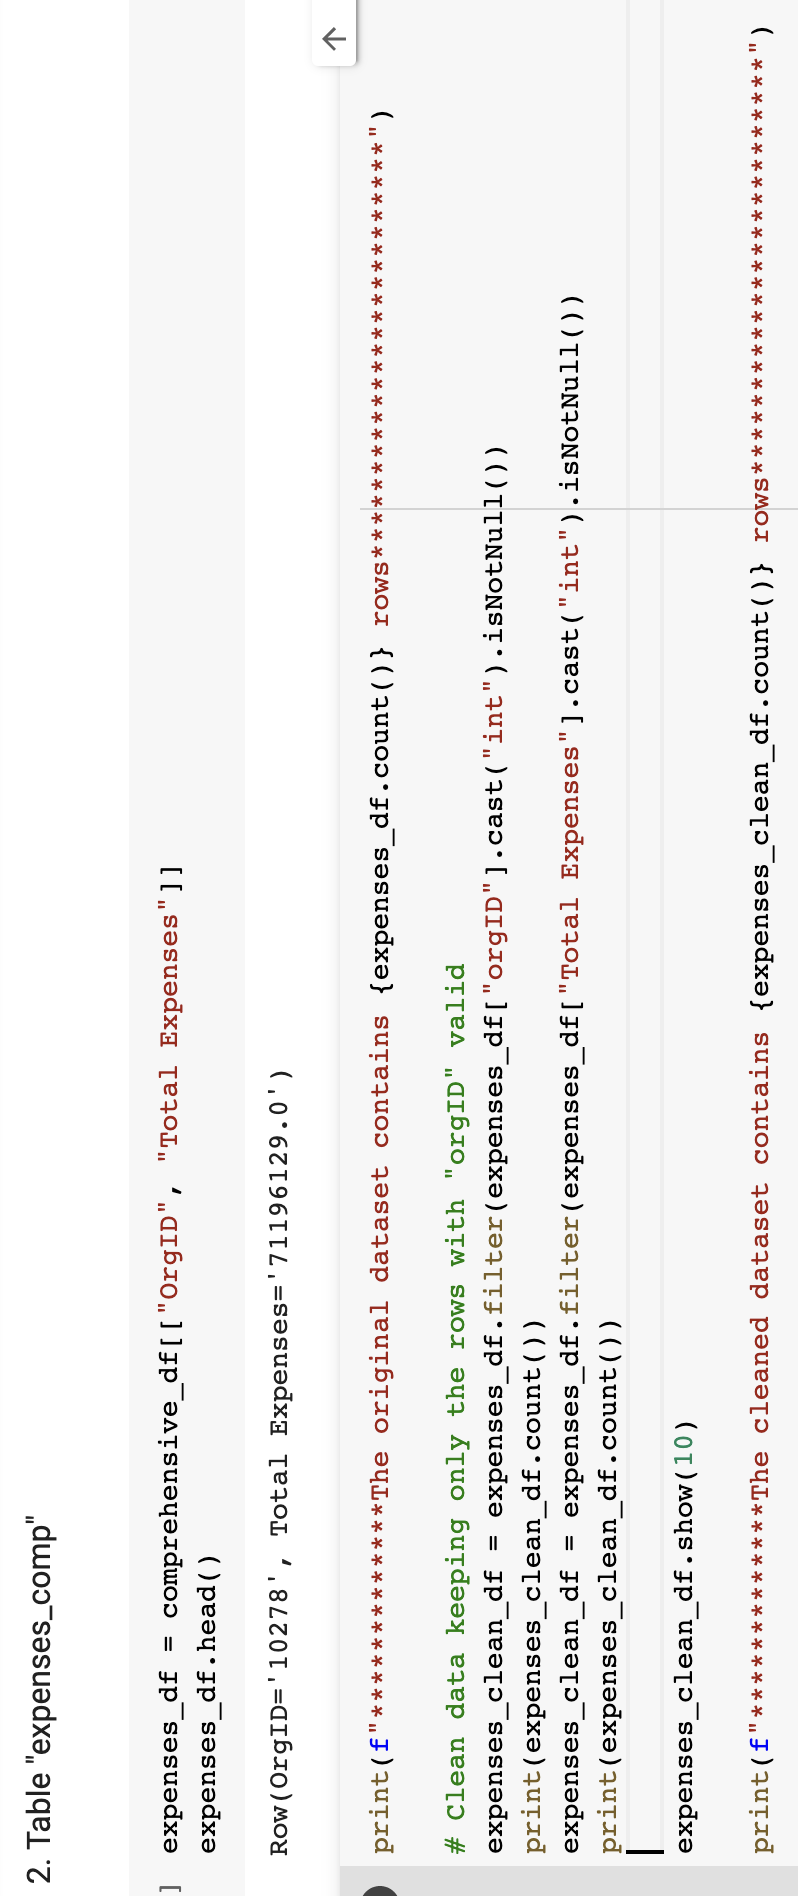 2. Table "expenses_comp"
]
expenses_df = comprehensive_df[["OrgID", "Total Expenses"]]
expenses_df.head()
Row(OrgID='10278', Total Expenses='71196129.0')
print(f"*************The original dataset contains {expenses_df.count()} rows*************************")
# Clean data keeping only the rows with "orgID" valid
expenses_clean_df = expenses_df.filter(expenses_df["orgID"].cast("int").isNotNull())
print(expenses_clean_df.count())
expenses_clean_df = expenses_df.filter(expenses_df["Total Expenses"].cast("int").isNotNull())
print(expenses_clean_df.count())
expenses_clean_df.show(10)
print(f"*************The cleaned dataset contains {expenses_clean_df.count()} rows*************************")